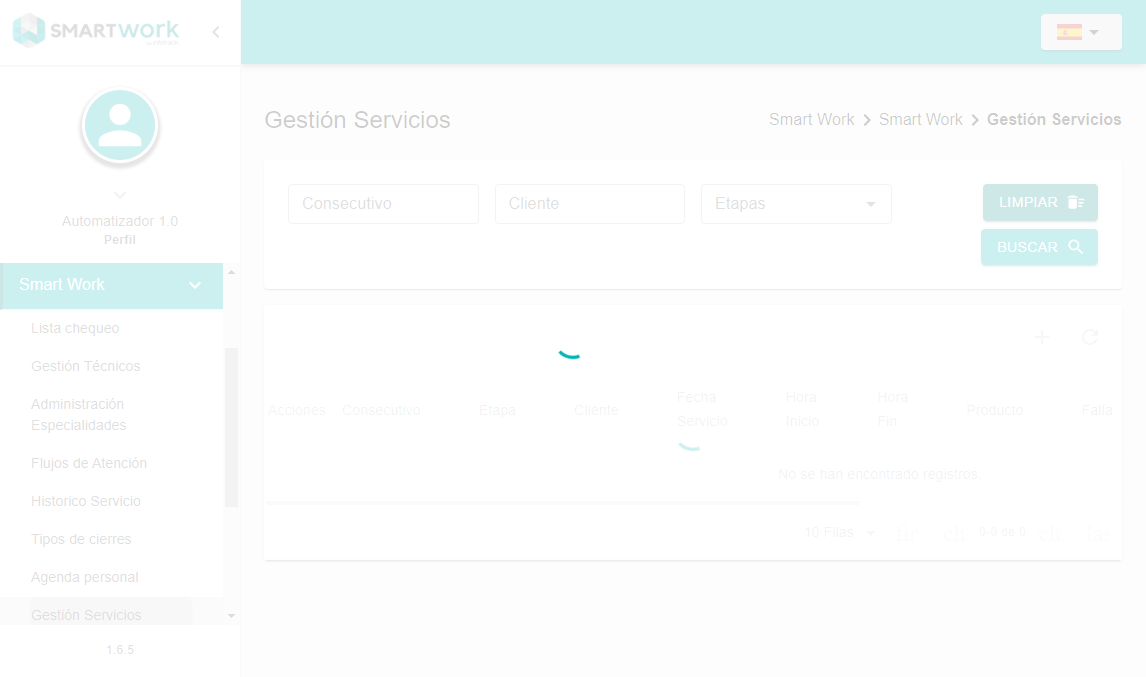 SMARTwork
Gestión Servicios
Smart Work > Smart Work > Gestión Servicios
Consecutivo
Cliente
Etapas
LIMPIAR
BUSCAR
Automatizador 1.0
Perfil
Smart Work
Lista chequeo
Gestión Técnicos
Administración
Especialidades
Flujos de Atención
Historico Servicio
Tipos de cierres
Agenda personal
Gestión Servicios
1.6.5
Acciones
Consecutivo
Etapa
Cliente
Fecha
Servicio
Hora
Inicio
Hora
Fin
Producto
Falla
No se han encontrado registros
10 Filas
0-0 de 0